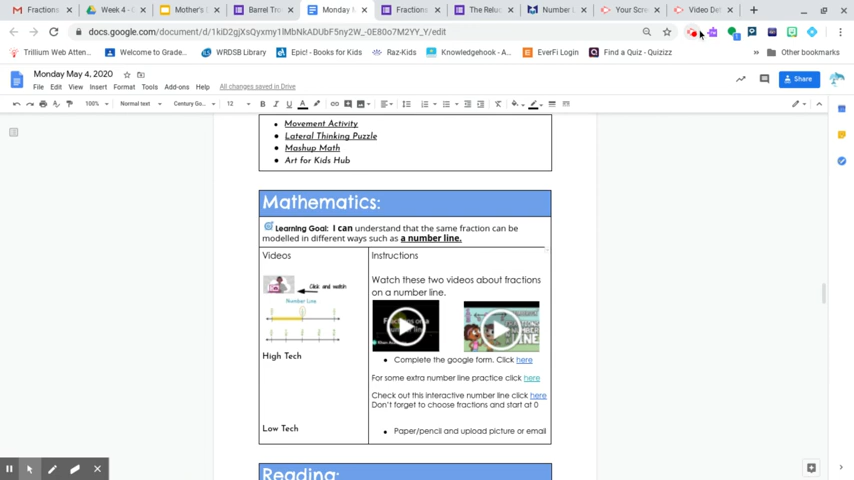 Fractions
Week 4 -
Mother's
Barrel Tro
Monday M
Fractions
The Reluc
Number L
Your Scre
Video Det
docs.google.com/document/d/
/edit
Trillium Web Atten...
Welcome to Grade...
WRDSB Library
Epic! - Books for Kids
Raz-Kids
Knowledgehook - A...
EverFi Login
Find a Quiz - Quizizz
Other bookmarks
Monday May 4, 2020
File Edit View Insert Format Tools Add-ons Help All changes saved in Drive
Share
100% Normal text Century Go... 12
Movement Activity
Lateral Thinking Puzzle
Mashup Math
Art for Kids Hub
Mathematics:
Learning Goal: I can understand that the same fraction can be
modelled in different ways such as a number line.
Videos
Click and watch
Number Line
High Tech
Low Tech
Instructions
Watch these two videos about fractions
on a number line.
● Complete the google form. Click here
For some extra number line practice click here
Check out this interactive number line click here
Don't forget to choose fractions and start at 0
● Paper/pencil and upload picture or email
Reading: